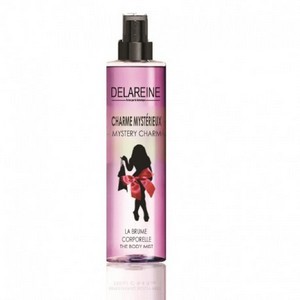 DELAREINE
CHARME MYSTÉRIEUX
MYSTERY CHARM
LA BRUME
CORPORELLE
THE BODY MIST